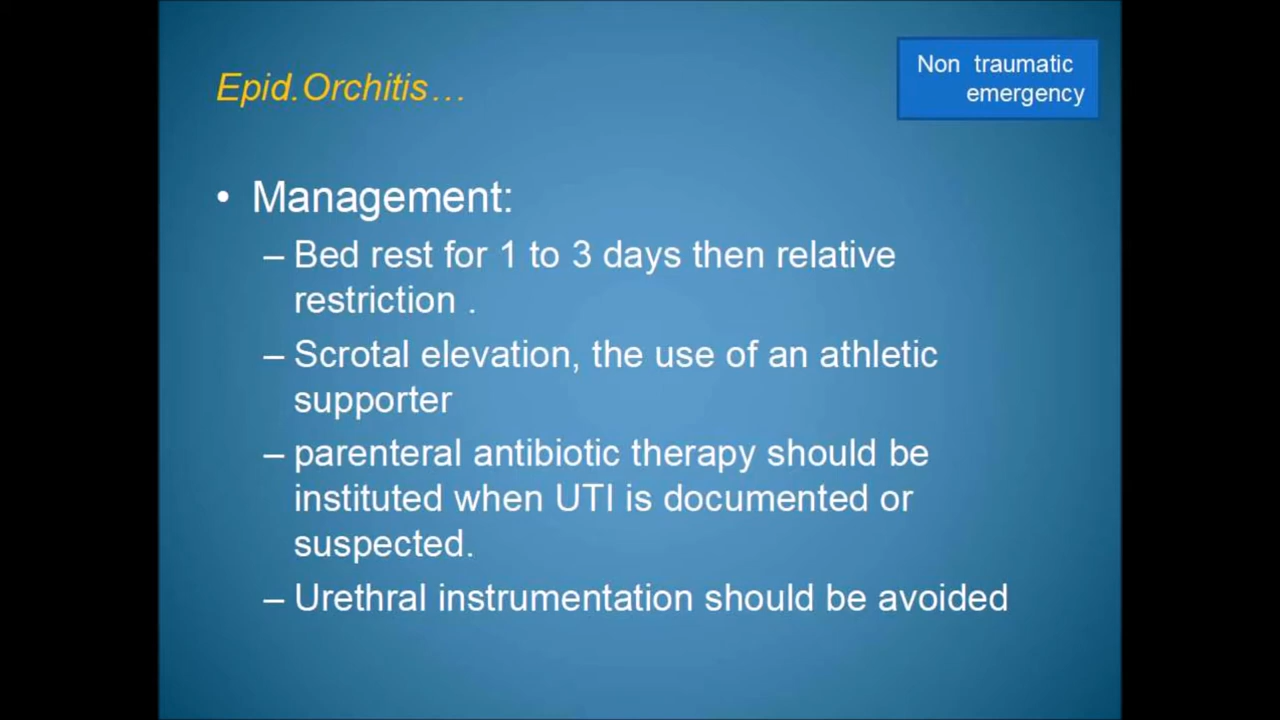 Epid.Orchitis…
Non traumatic
emergency
• Management:
– Bed rest for 1 to 3 days then relative
restriction .
– Scrotal elevation, the use of an athletic
supporter
– parenteral antibiotic therapy should be
instituted when UTI is documented or
suspected.
– Urethral instrumentation should be avoided